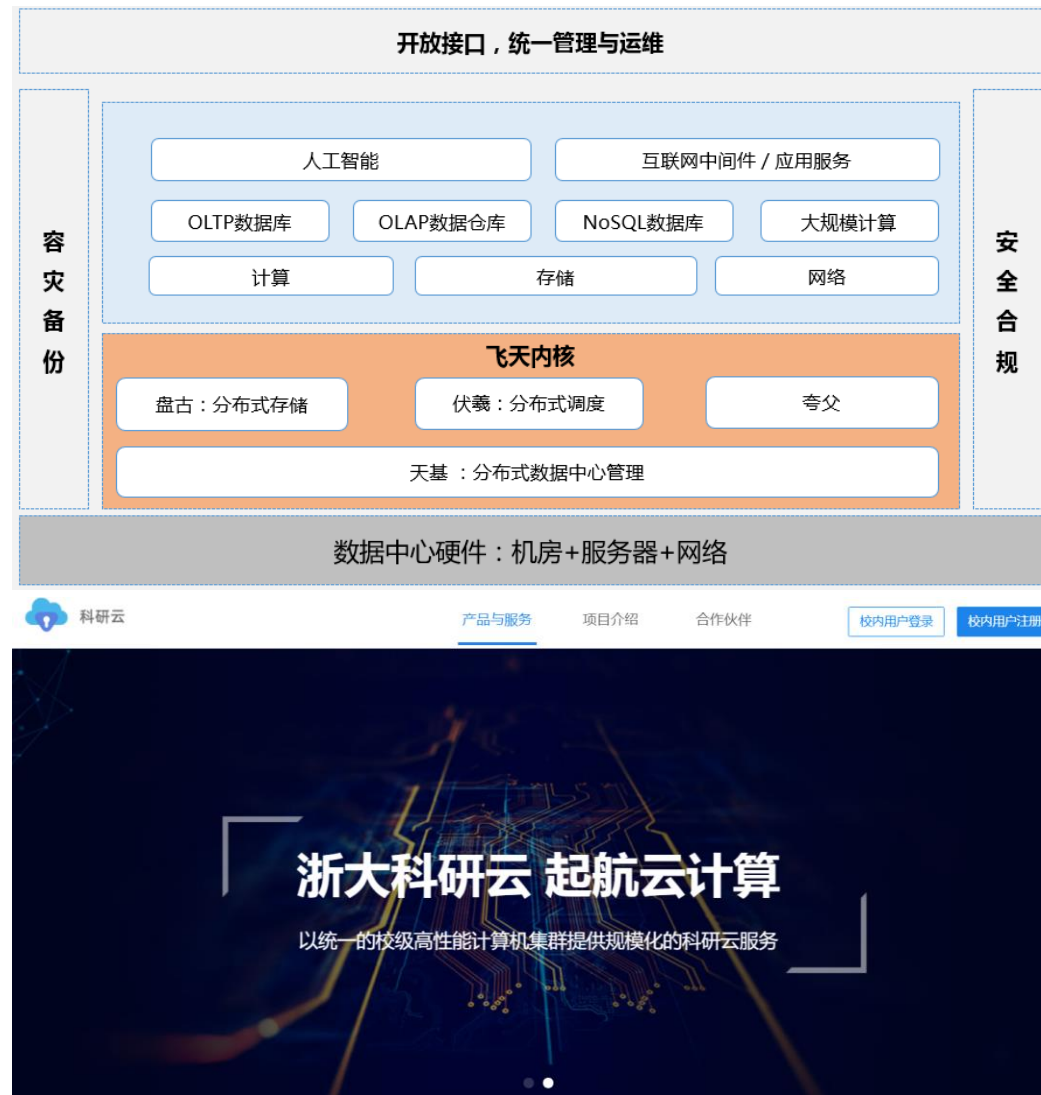 开放接口，统一管理与运维
容灾备份
人工智能
互联网中间件 / 应用服务
OLTP数据库
OLAP数据仓库
NoSQL数据库
大规模计算
计算
存储
网络
安全合规
飞天内核
盘古：分布式存储
伏羲：分布式调度
夸父
天基 ：分布式数据中心管理
数据中心硬件：机房+服务器+网络
科研云
产品与服务
项目介绍
合作伙伴
校内用户登录
校内用户注册
浙大科研云 起航云计算
以统一的校级高性能计算机集群提供规模化的科研云服务